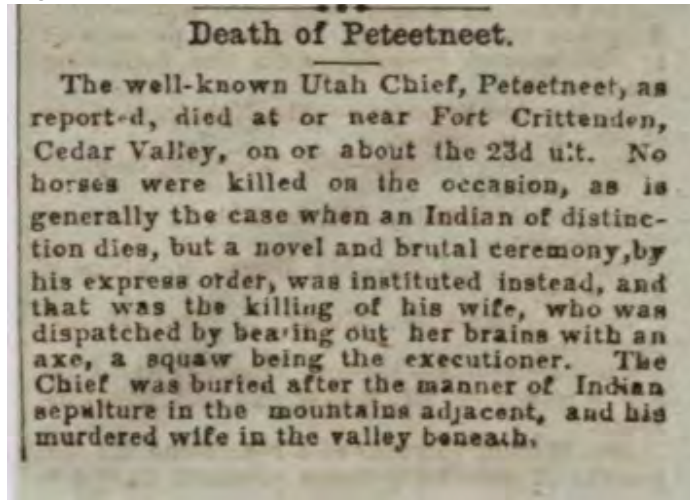 Death of Peteetneet.
The well-known Utah Chief, Peteetneet, as
reported, died at or near Fort Crittenden,
Cedar Valley, on or about the 23d ult. No
horses were killed on the occasion, as is
generally the case when an Indian of distinc-
tion dies, but a novel and brutal ceremony,by
his express order, was instituted instead, and
that was the killing of his wife, who was
dispatched by beating out her brains with an
axe, a squaw being the executioner. The
Chief was buried after the manner of Indian
sepulture in the mountains adjacent, and his
murdered wife in the valley beneath.